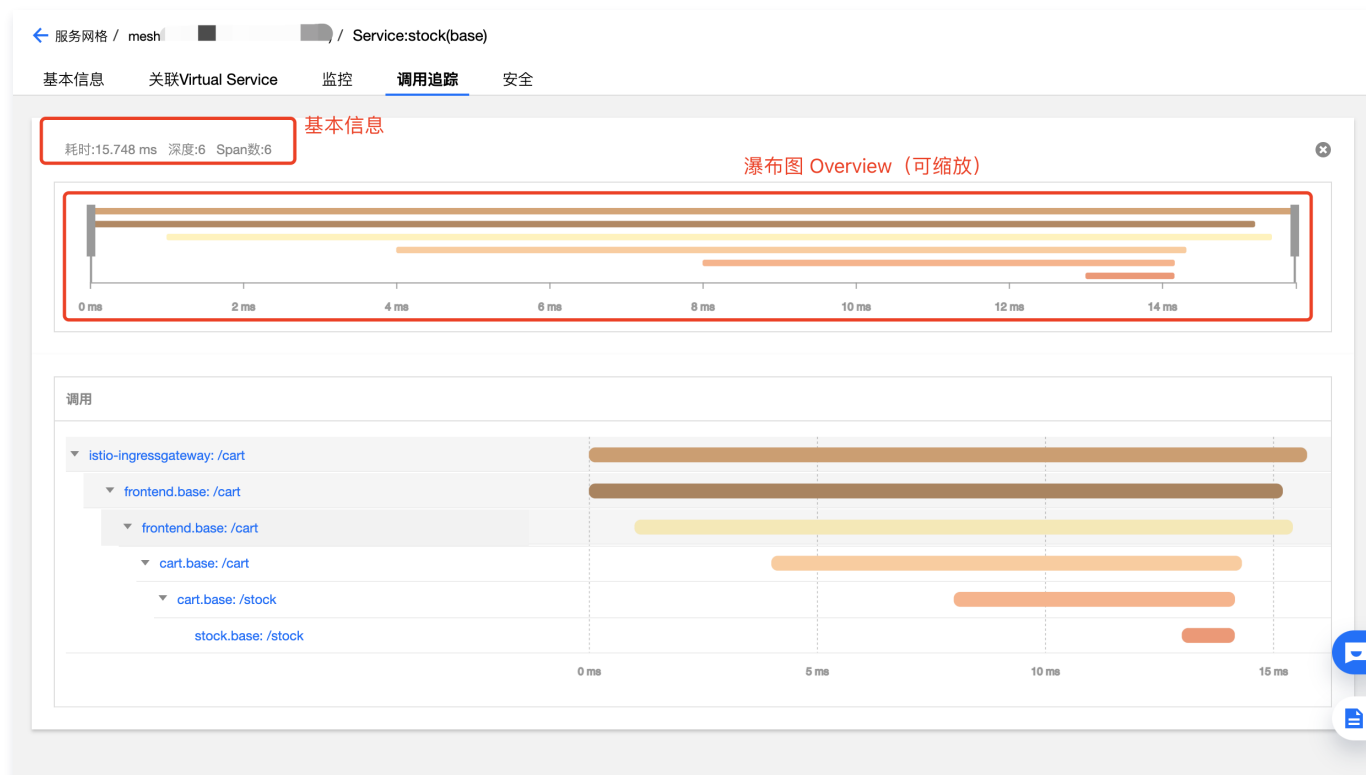 服务网格 / mesh / Service:stock(base)
基本信息 关联Virtual Service 监控 调用追踪 安全
基本信息
耗时:15.748 ms 深度:6 Span数:6
瀑布图 Overview（可缩放）
0 ms 2 ms 4 ms 6 ms 8 ms 10 ms 12 ms 14 ms
调用
istio-ingressgateway: /cart
frontend.base: /cart
frontend.base: /cart
cart.base: /cart
cart.base: /stock
stock.base: /stock
0 ms 5 ms 10 ms 15 ms